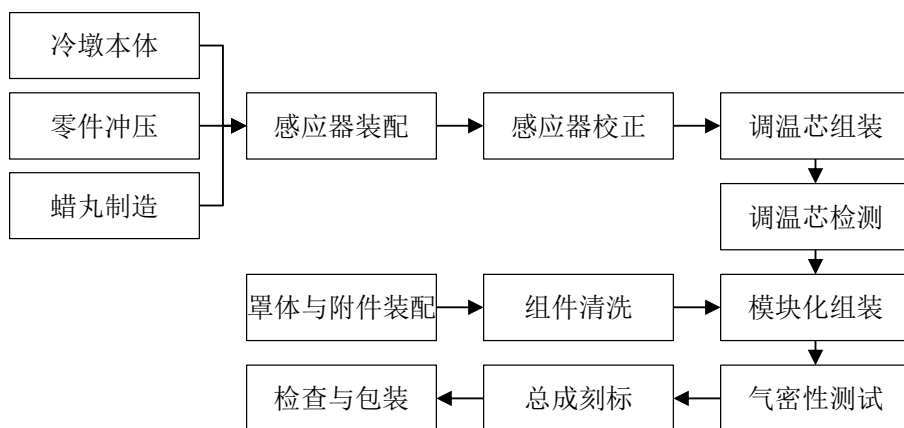 冷墩本体
零件冲压
感应器装配
感应器校正
调温芯组装
蜡丸制造
调温芯检测
罩体与附件装配
组件清洗
模块化组装
检查与包装
总成刻标
气密性测试